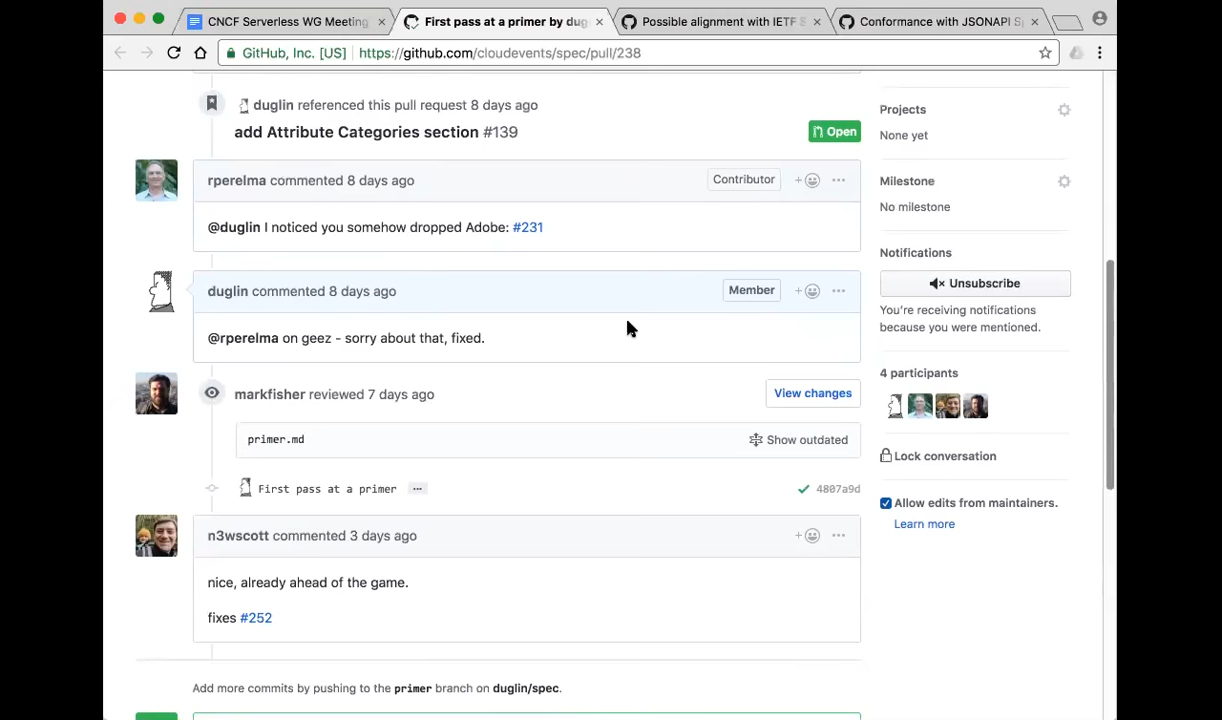 CNCF Serverless WG Meeting
First pass at a primer by dug
Possible alignment with IETF S
Conformance with JSONAPI S
GitHub, Inc. [US]
https://github.com/cloudevents/spec/pull/238
duglin referenced this pull request 8 days ago
add Attribute Categories section #139
Open
rperelma commented 8 days ago
Contributor
@duglin I noticed you somehow dropped Adobe: #231
duglin commented 8 days ago
Member
@rperelma on geez - sorry about that, fixed.
markfisher reviewed 7 days ago
View changes
primer.md
Show outdated
First pass at a primer
4807a9d
n3wscott commented 3 days ago
nice, already ahead of the game.
fixes #252
Add more commits by pushing to the primer branch on duglin/spec.
Projects
None yet
Milestone
No milestone
Notifications
Unsubscribe
You're receiving notifications
because you were mentioned.
4 participants
Lock conversation
Allow edits from maintainers.
Learn more